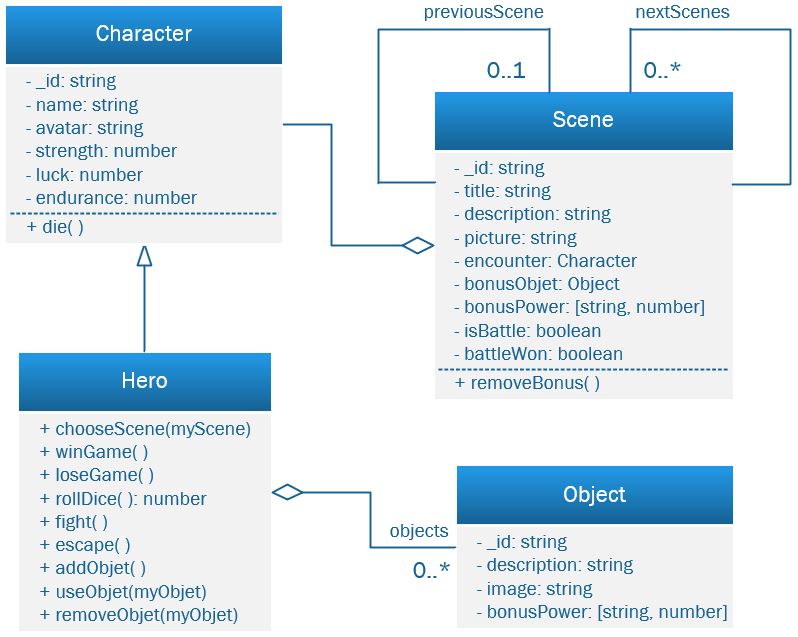 previousScene
nextScenes
Character
0..1
0..*
- _id: string
- name: string
- avatar: string
- strength: number
- luck: number
- endurance: number
+ die( )
Scene
- _id: string
- title: string
- description: string
- picture: string
- encounter: Character
- bonusObjet: Object
- bonusPower: [string, number]
- isBattle: boolean
- battleWon: boolean
+ removeBonus( )
Hero
+ chooseScene(myScene)
+ winGame( )
+ loseGame( )
+ rollDice( ): number
+ fight( )
+ escape( )
+ addObjet( )
+ useObjet(myObjet)
+ removeObjet(myObjet)
objects
0..*
Object
- _id: string
- description: string
- image: string
- bonusPower: [string, number]